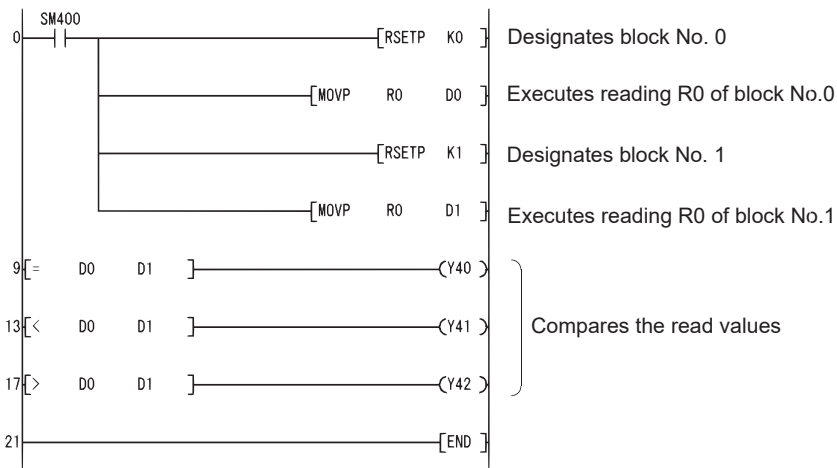 SM400
0 [RSETP K0 ] Designates block No. 0
[MOVP R0 D0 ] Executes reading R0 of block No.0
[RSETP K1 ] Designates block No. 1
[MOVP R0 D1 ] Executes reading R0 of block No.1
9 [= D0 D1 ] (Y40 )
13 [< D0 D1 ] (Y41 ) Compares the read values
17 [> D0 D1 ] (Y42 )
21 [END ]